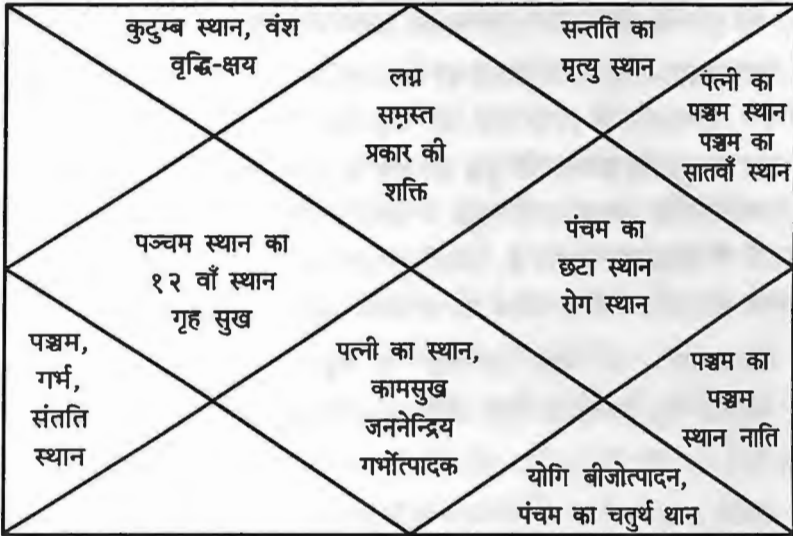 कुटुम्ब स्थान, वंश
वृद्धि-क्षय
सन्तति का
मृत्यु स्थान
लग्न
समस्त
प्रकार की
शक्ति
पत्नी का
पञ्चम स्थान
पञ्चम का
सातवाँ स्थान
पञ्चम स्थान का
१२ वाँ स्थान
गृह सुख
पंचम का
छटा स्थान
रोग स्थान
पञ्चम,
गर्भ,
संतति
स्थान
पत्नी का स्थान,
कामसुख
जननेन्द्रिय
गर्भोत्पादक
पञ्चम का
पञ्चम
स्थान नाति
योगि बीजोत्पादन,
पंचम का चतुर्थ थान